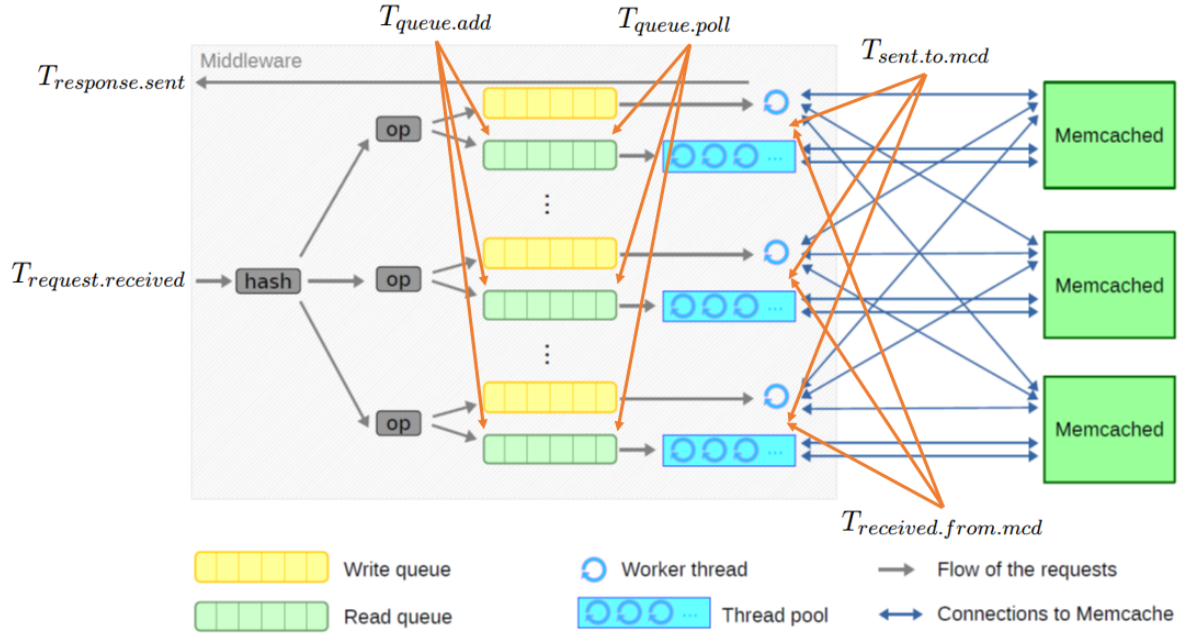 T_queue.add
T_queue.poll
Middleware
T_sent.to.mcd
T_response.sent
op
Memcached
...
⋮
T_request.received
hash
op
Memcached
...
⋮
op
Memcached
...
T_received.from.mcd
Write queue
Worker thread
Flow of the requests
Read queue
...
Thread pool
Connections to Memcache